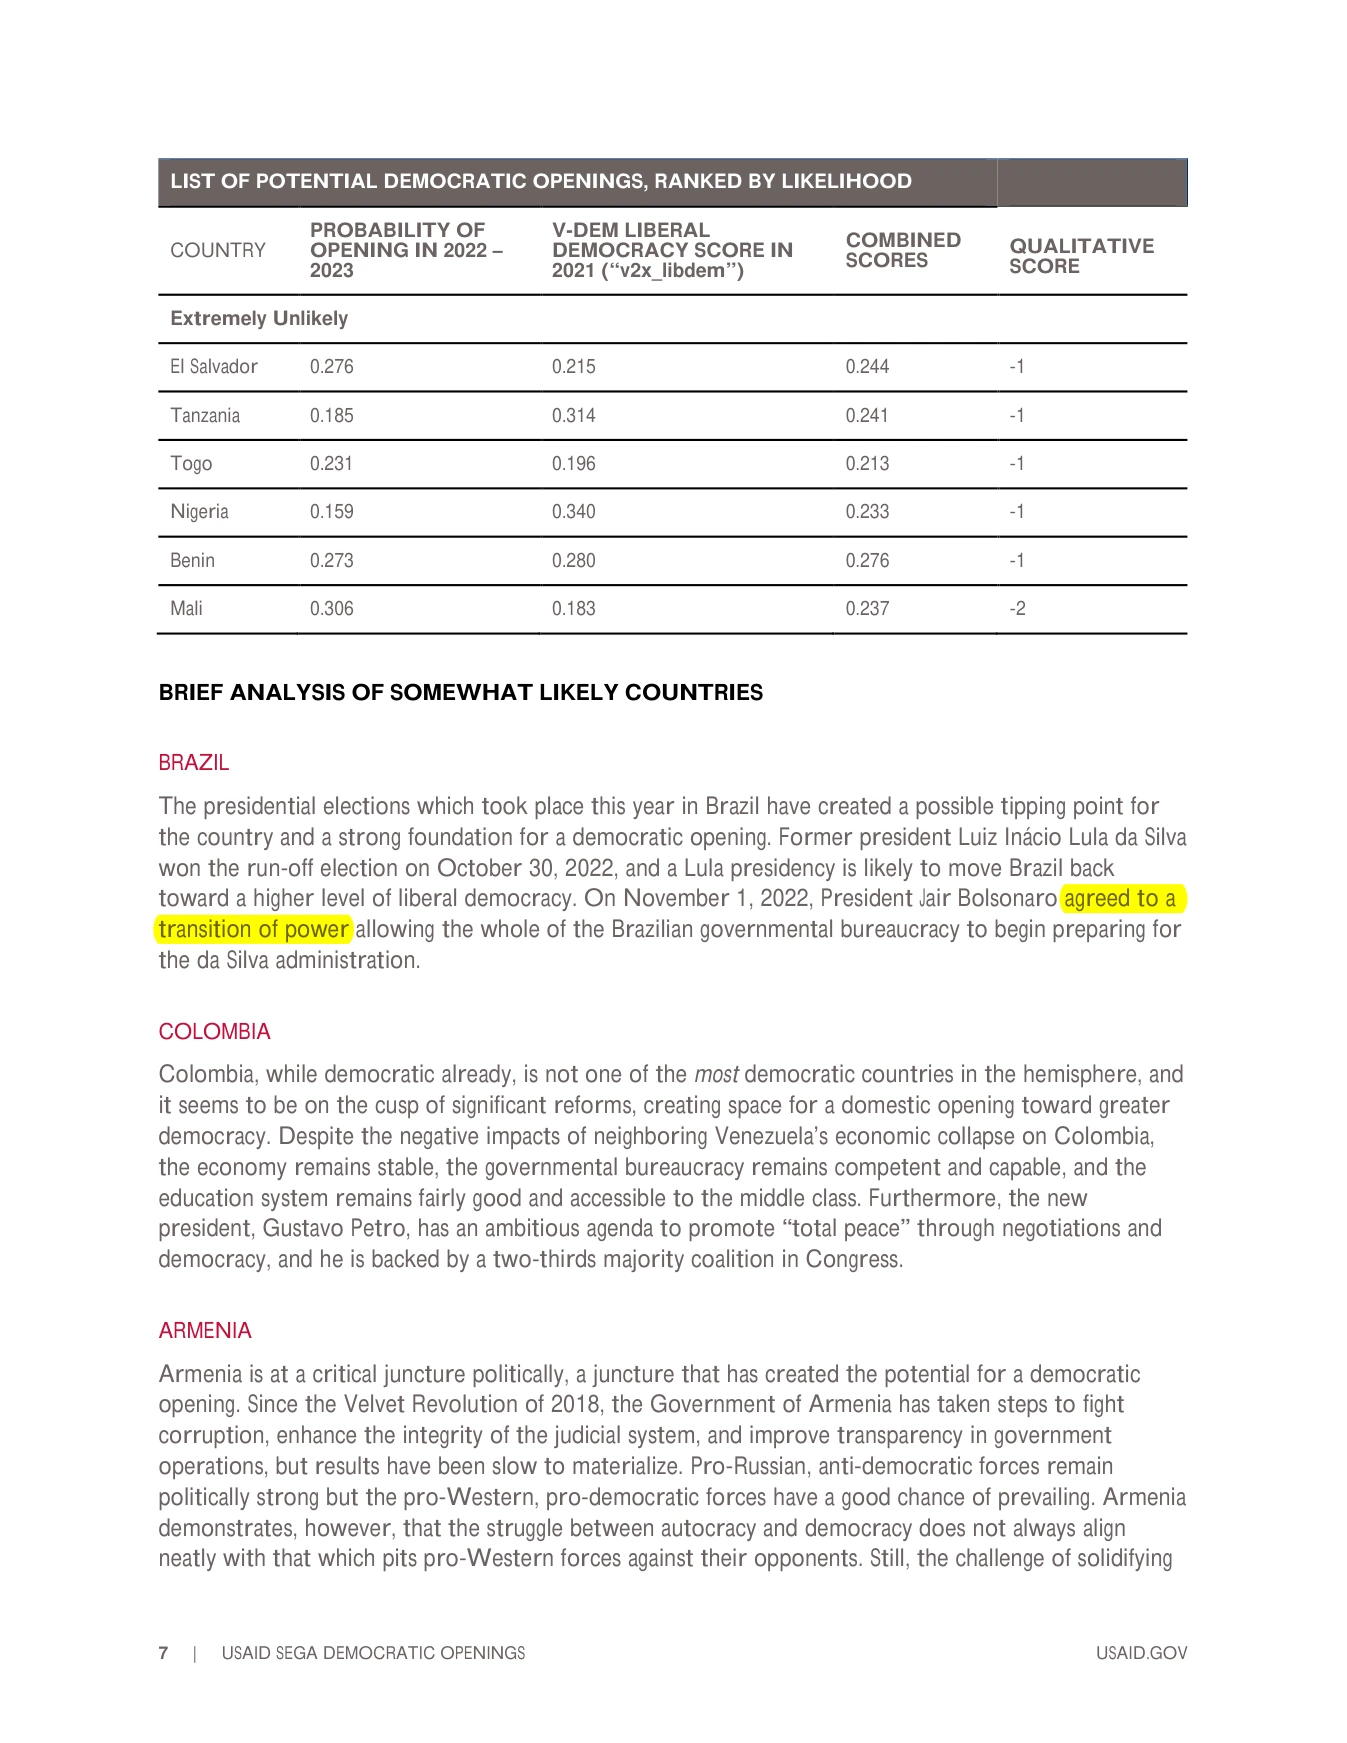 LIST OF POTENTIAL DEMOCRATIC OPENINGS, RANKED BY LIKELIHOOD
COUNTRY PROBABILITY OF OPENING IN 2022 – 2023 V-DEM LIBERAL DEMOCRACY SCORE IN 2021 (“v2x_libdem”) COMBINED SCORES QUALITATIVE SCORE
Extremely Unlikely
El Salvador 0.276 0.215 0.244 -1
Tanzania 0.185 0.314 0.241 -1
Togo 0.231 0.196 0.213 -1
Nigeria 0.159 0.340 0.233 -1
Benin 0.273 0.280 0.276 -1
Mali 0.306 0.183 0.237 -2
BRIEF ANALYSIS OF SOMEWHAT LIKELY COUNTRIES
BRAZIL
The presidential elections which took place this year in Brazil have created a possible tipping point for
the country and a strong foundation for a democratic opening. Former president Luiz Inácio Lula da Silva
won the run-off election on October 30, 2022, and a Lula presidency is likely to move Brazil back
toward a higher level of liberal democracy. On November 1, 2022, President Jair Bolsonaro agreed to a
transition of power allowing the whole of the Brazilian governmental bureaucracy to begin preparing for
the da Silva administration.
COLOMBIA
Colombia, while democratic already, is not one of the most democratic countries in the hemisphere, and
it seems to be on the cusp of significant reforms, creating space for a domestic opening toward greater
democracy. Despite the negative impacts of neighboring Venezuela’s economic collapse on Colombia,
the economy remains stable, the governmental bureaucracy remains competent and capable, and the
education system remains fairly good and accessible to the middle class. Furthermore, the new
president, Gustavo Petro, has an ambitious agenda to promote “total peace” through negotiations and
democracy, and he is backed by a two-thirds majority coalition in Congress.
ARMENIA
Armenia is at a critical juncture politically, a juncture that has created the potential for a democratic
opening. Since the Velvet Revolution of 2018, the Government of Armenia has taken steps to fight
corruption, enhance the integrity of the judicial system, and improve transparency in government
operations, but results have been slow to materialize. Pro-Russian, anti-democratic forces remain
politically strong but the pro-Western, pro-democratic forces have a good chance of prevailing. Armenia
demonstrates, however, that the struggle between autocracy and democracy does not always align
neatly with that which pits pro-Western forces against their opponents. Still, the challenge of solidifying
7 | USAID SEGA DEMOCRATIC OPENINGS USAID.GOV